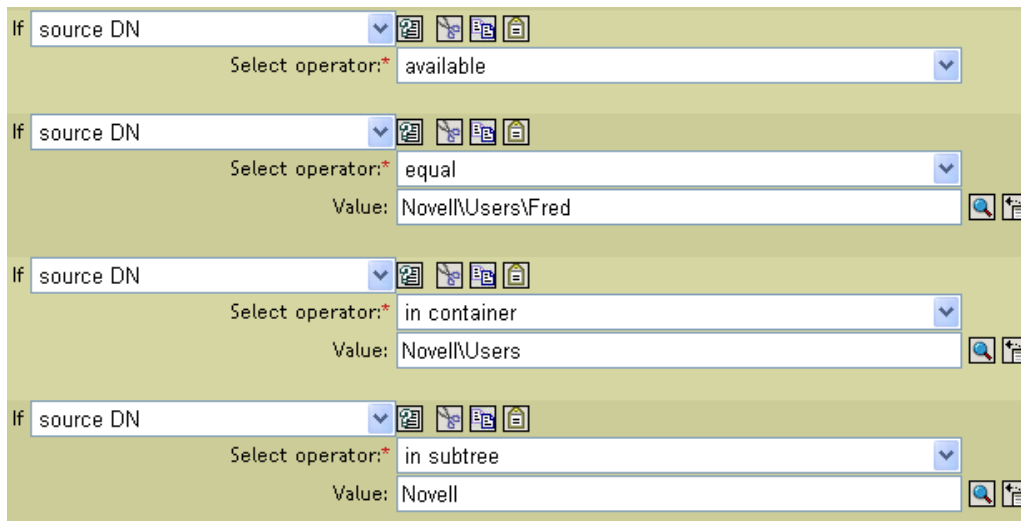 If source DN
Select operator:* available
If source DN
Select operator:* equal
Value: Novell\Users\Fred
If source DN
Select operator:* in container
Value: Novell\Users
If source DN
Select operator:* in subtree
Value: Novell